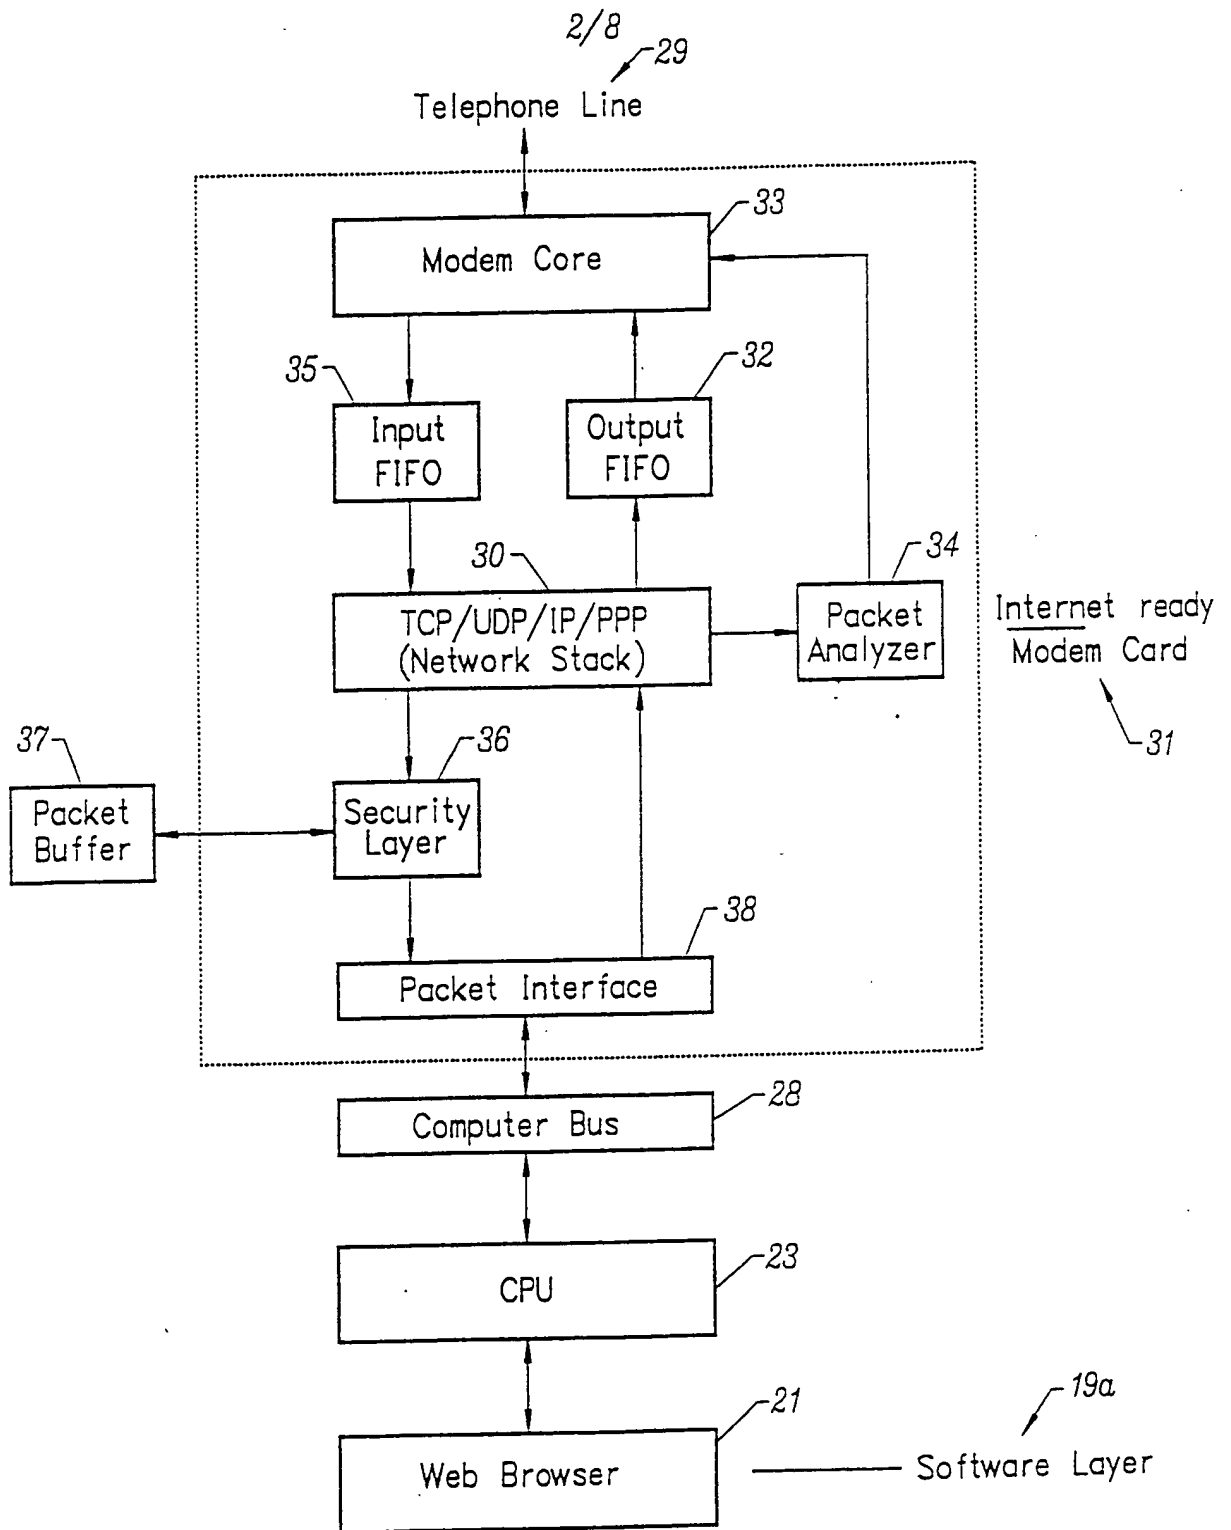 2/8
29
Telephone Line
33
Modem Core
35
32
Input
FIFO
Output
FIFO
30
34
TCP/UDP/IP/PPP
(Network Stack)
Packet
Analyzer
Internet ready
Modem Card
31
37
36
Packet
Buffer
Security
Layer
38
Packet Interface
28
Computer Bus
23
CPU
21
19a
Web Browser
Software Layer